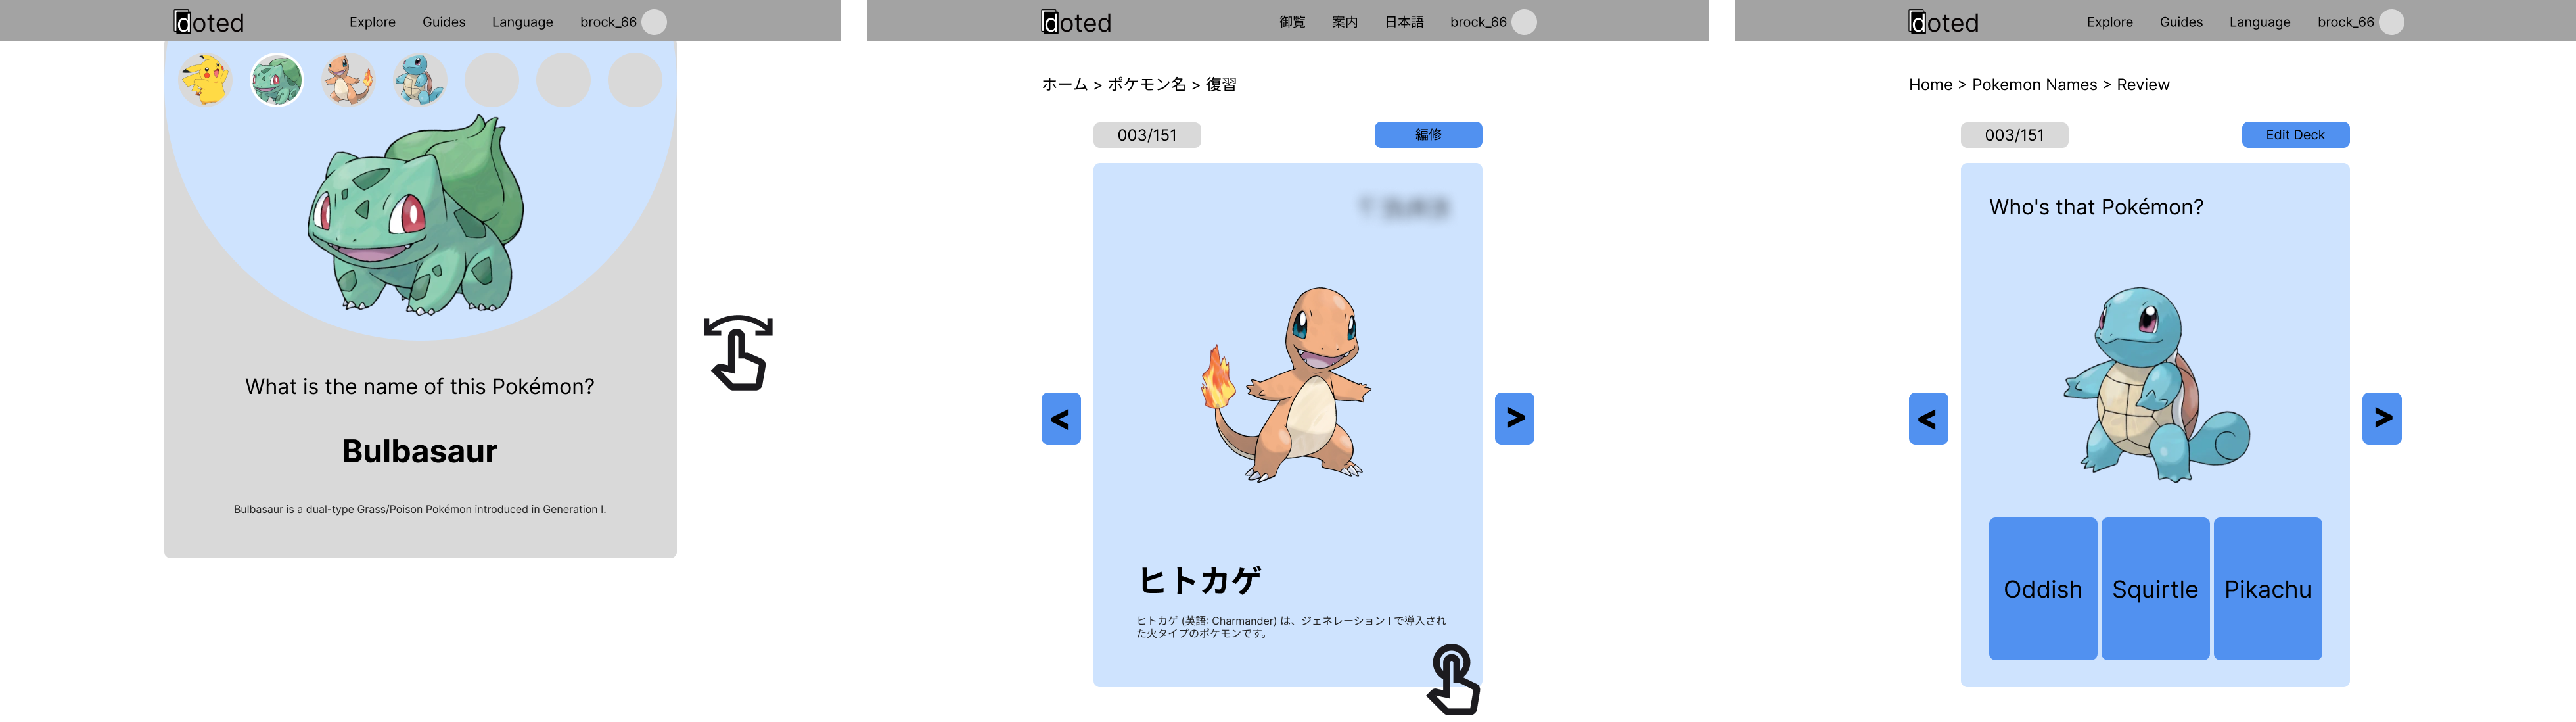 doted Explore Guides Language brock_66
What is the name of this Pokémon?
Bulbasaur
Bulbasaur is a dual-type Grass/Poison Pokémon introduced in Generation I.
doted 御覧 案内 日本語 brock_66
ホーム > ポケモン名 > 復習
003/151 編修
<
>
ヒトカゲ
ヒトカゲ (英語: Charmander) は、ジェネレーション I で導入され
た火タイプのポケモンです。
doted Explore Guides Language brock_66
Home > Pokemon Names > Review
003/151 Edit Deck
Who's that Pokémon?
<
>
Oddish Squirtle Pikachu